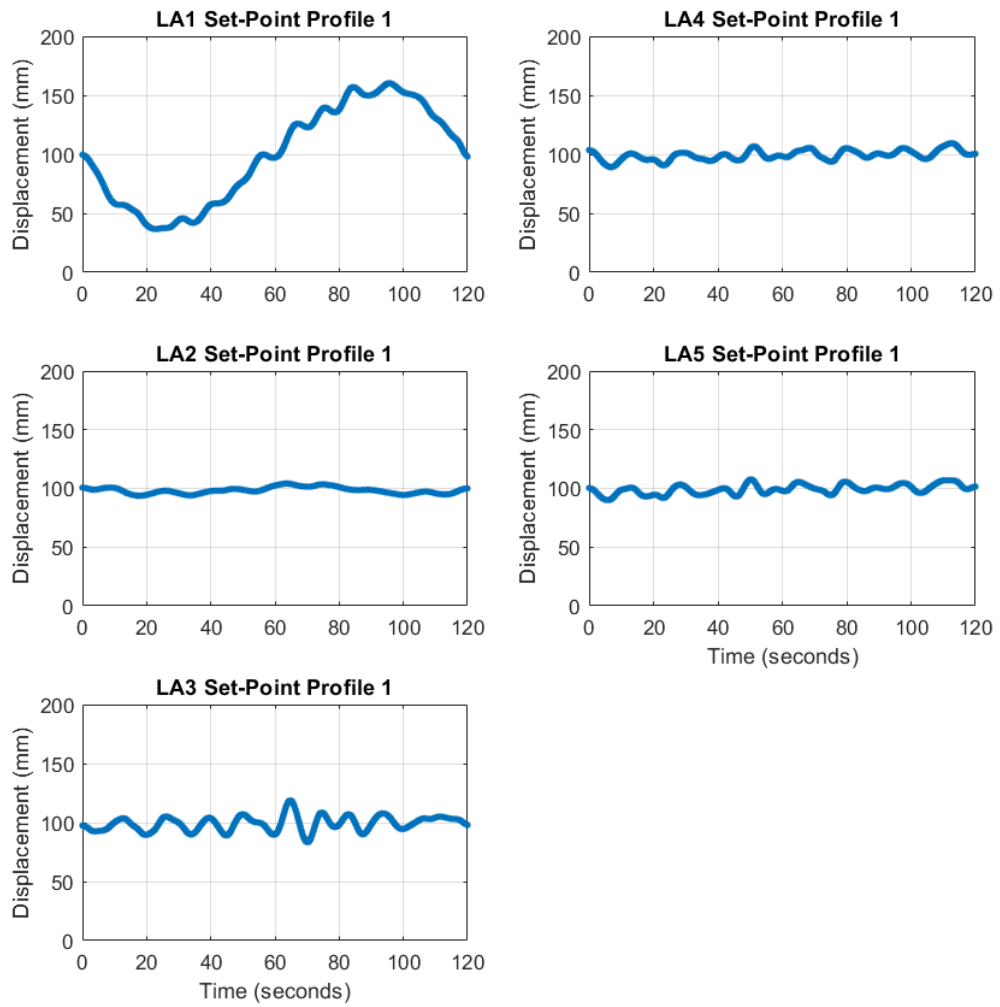 LA1 Set-Point Profile 1
200
150
100
50
0
Displacement (mm)
0 20 40 60 80 100 120
LA4 Set-Point Profile 1
200
150
100
50
0
Displacement (mm)
0 20 40 60 80 100 120
LA2 Set-Point Profile 1
200
150
100
50
0
Displacement (mm)
0 20 40 60 80 100 120
LA5 Set-Point Profile 1
200
150
100
50
0
Displacement (mm)
0 20 40 60 80 100 120
Time (seconds)
LA3 Set-Point Profile 1
200
150
100
50
0
Displacement (mm)
0 20 40 60 80 100 120
Time (seconds)